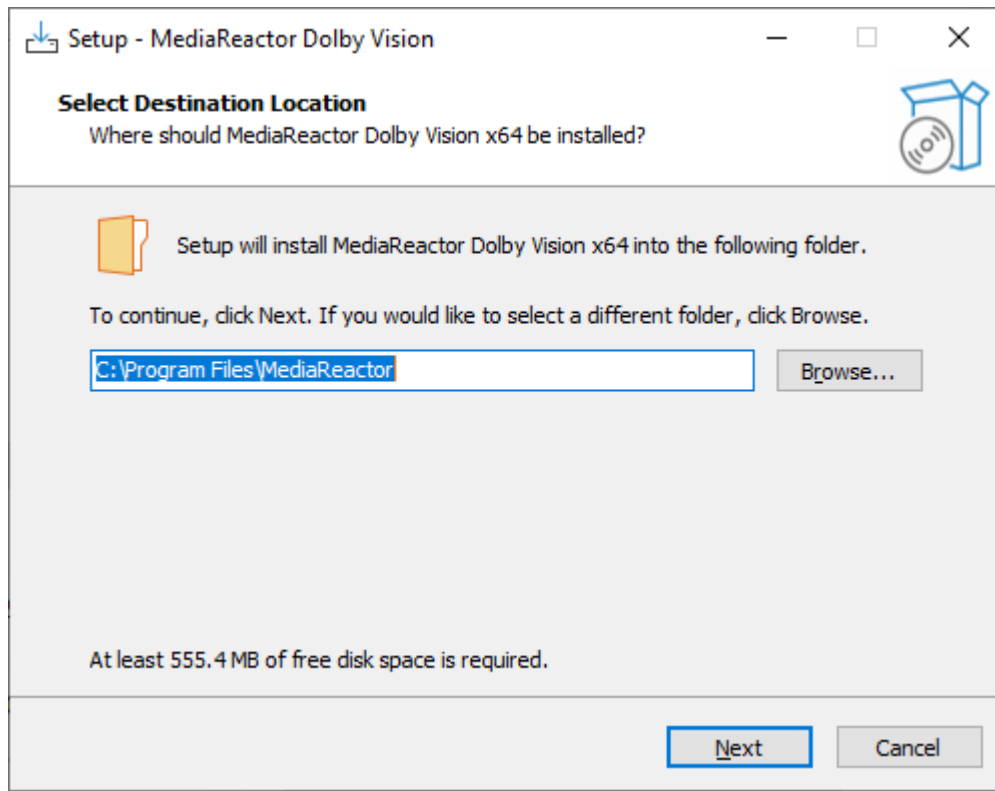 Setup - MediaReactor Dolby Vision
Select Destination Location
Where should MediaReactor Dolby Vision x64 be installed?
Setup will install MediaReactor Dolby Vision x64 into the following folder.
To continue, click Next. If you would like to select a different folder, click Browse.
C:\Program Files\MediaReactor
Browse...
At least 555.4 MB of free disk space is required.
Next
Cancel